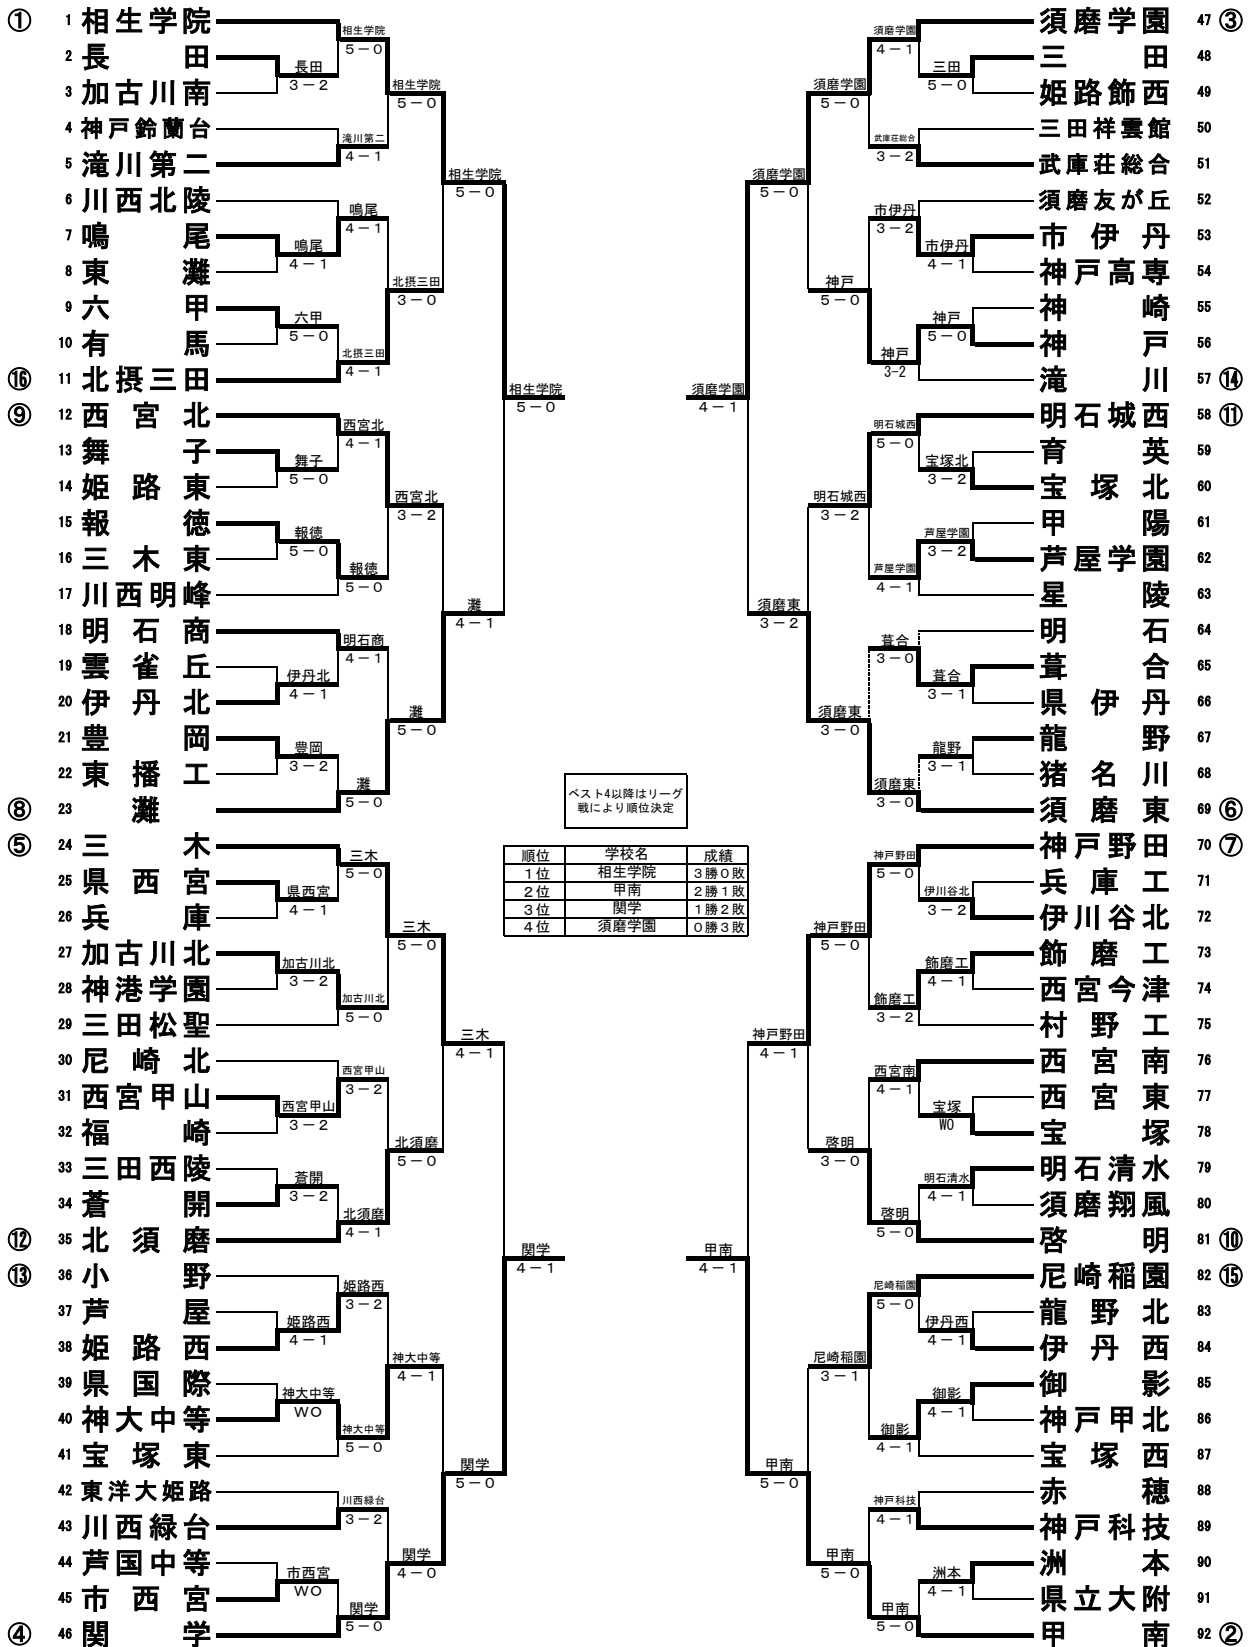 ① 1 相生学院
2 長田
3 加古川南
4 神戸鈴蘭台
5 滝川第二
6 川西北陵
7 鳴尾
8 東灘
9 六甲
10 有馬
⑯ 11 北摂三田
⑨ 12 西宮北
13 舞子
14 姫路東
15 報徳
16 三木東
17 川西明峰
18 明石商
19 雲雀丘
20 伊丹北
21 豊岡
22 東播工
⑧ 23 灘
⑤ 24 三木
25 県西宮
26 兵庫
27 加古川北
28 神港学園
29 三田松聖
30 尼崎北
31 西宮甲山
32 福崎
33 三田西陵
34 蒼開
⑫ 35 北須磨
⑬ 36 小野
37 芦屋
38 姫路西
39 県国際
40 神大中等
41 宝塚東
42 東洋大姫路
43 川西緑台
44 芦国中等
45 市西宮
④ 46 関学
長田
3－2
鳴尾
4－1
六甲
5－0
舞子
5－0
報徳
5－0
伊丹北
4－1
豊岡
3－2
県西宮
4－1
加古川北
3－2
西宮甲山
3－2
蒼開
3－2
姫路西
4－1
神大中等
WO
市西宮
WO
相生学院
5－0
滝川第二
4－1
鳴尾
4－1
北摂三田
4－1
西宮北
4－1
報徳
5－0
明石商
4－1
灘
5－0
三木
5－0
加古川北
5－0
西宮甲山
3－2
北須磨
4－1
姫路西
3－2
神大中等
5－0
川西緑台
3－2
関学
5－0
相生学院
5－0
北摂三田
3－0
西宮北
3－2
灘
5－0
三木
5－0
北須磨
5－0
神大中等
4－1
関学
4－0
相生学院
5－0
灘
4－1
三木
4－1
関学
5－0
相生学院
5－0
関学
4－1
ベスト4以降はリーグ
戦により順位決定
順位 学校名 成績
1位 相生学院 3勝0敗
2位 甲南 2勝1敗
3位 関学 1勝2敗
4位 須磨学園 0勝3敗
須磨学園
4－1
甲南
4－1
須磨学園
5－0
須磨東
3－2
神戸野田
4－1
甲南
5－0
須磨学園
5－0
神戸
5－0
明石城西
3－2
須磨東
3－0
神戸野田
5－0
啓明
3－0
尼崎稲園
3－1
甲南
5－0
須磨学園
4－1
武庫荘総合
3－2
市伊丹
3－2
神戸
3-2
明石城西
5－0
芦屋学園
4－1
葺合
3－0
須磨東
3－0
神戸野田
5－0
飾磨工
3－2
西宮南
4－1
啓明
5－0
尼崎稲園
5－0
御影
4－1
神戸科技
4－1
甲南
5－0
三田
5－0
市伊丹
4－1
神戸
5－0
宝塚北
3－2
芦屋学園
3－2
葺合
3－1
龍野
3－1
伊川谷北
3－2
飾磨工
4－1
宝塚
WO
明石清水
4－1
伊丹西
4－1
御影
4－1
洲本
4－1
須磨学園 47 ③
三田 48
姫路飾西 49
三田祥雲館 50
武庫荘総合 51
須磨友が丘 52
市伊丹 53
神戸高専 54
神崎 55
神戸 56
滝川 57 ⑭
明石城西 58 ⑪
育英 59
宝塚北 60
甲陽 61
芦屋学園 62
星陵 63
明石 64
葺合 65
県伊丹 66
龍野 67
猪名川 68
須磨東 69 ⑥
神戸野田 70 ⑦
兵庫工 71
伊川谷北 72
飾磨工 73
西宮今津 74
村野工 75
西宮南 76
西宮東 77
宝塚 78
明石清水 79
須磨翔風 80
啓明 81 ⑩
尼崎稲園 82 ⑮
龍野北 83
伊丹西 84
御影 85
神戸甲北 86
宝塚西 87
赤穂 88
神戸科技 89
洲本 90
県立大附 91
甲南 92 ②